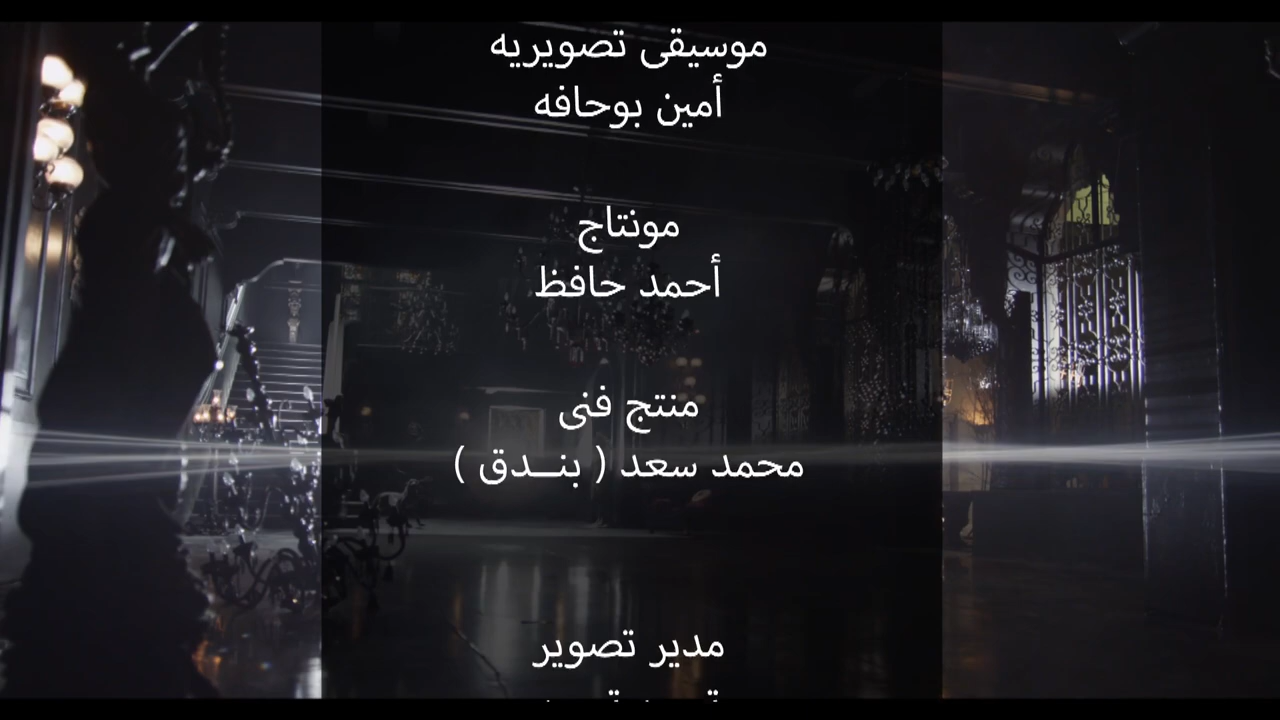 موسيقى تصويريه
أمين بوحافه
مونتاج
أحمد حافظ
منتج فنى
محمد سعد ( بنــدق )
مدير تصوير